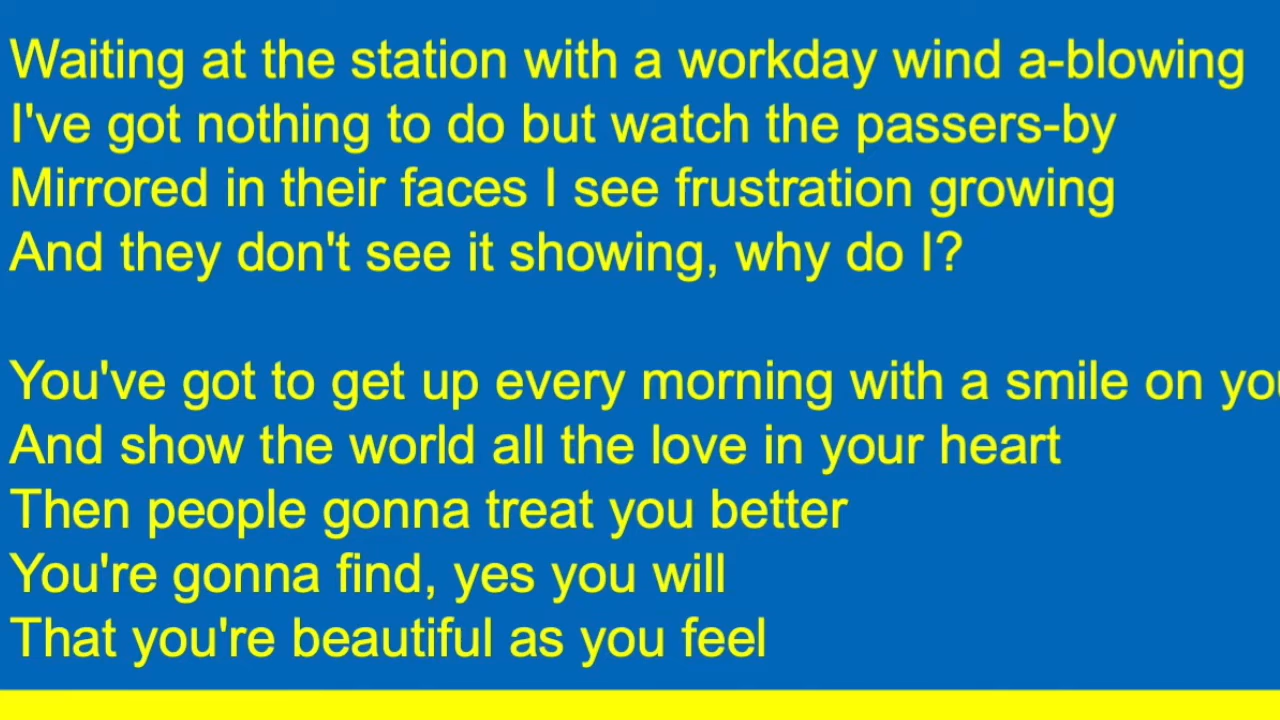 Waiting at the station with a workday wind a-blowing
I've got nothing to do but watch the passers-by
Mirrored in their faces I see frustration growing
And they don't see it showing, why do I?
You've got to get up every morning with a smile on
And show the world all the love in your heart
Then people gonna treat you better
You're gonna find, yes you will
That you're beautiful as you feel